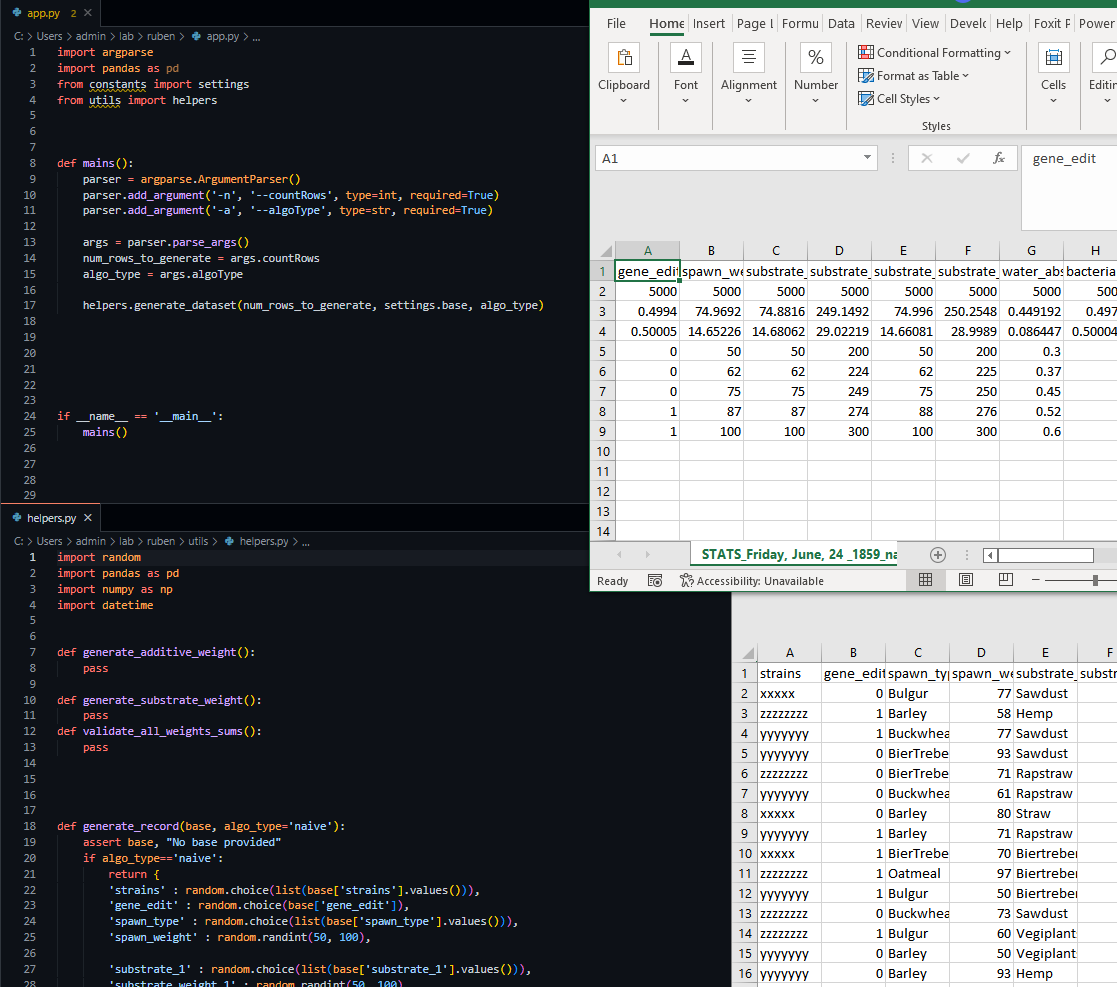 app.py 2 ×
C: > Users > admin > lab > ruben > app.py > ...
1 import argparse
2 import pandas as pd
3 from constants import settings
4 from utils import helpers
5
6
7
8 def mains():
9 parser = argparse.ArgumentParser()
10 parser.add_argument('-n', '--countRows', type=int, required=True)
11 parser.add_argument('-a', '--algoType', type=str, required=True)
12
13 args = parser.parse_args()
14 num_rows_to_generate = args.countRows
15 algo_type = args.algoType
16
17 helpers.generate_dataset(num_rows_to_generate, settings.base, algo_type)
18
19
20
21
22
23
24 if __name__ == '__main__':
25 mains()
26
27
28
29
helpers.py ×
C: > Users > admin > lab > ruben > utils > helpers.py > ...
1 import random
2 import pandas as pd
3 import numpy as np
4 import datetime
5
6
7 def generate_additive_weight():
8 pass
9
10 def generate_substrate_weight():
11 pass
12 def validate_all_weights_sums():
13 pass
14
15
16
17
18 def generate_record(base, algo_type='naive'):
19 assert base, "No base provided"
20 if algo_type=='naive':
21 return {
22 'strains' : random.choice(list(base['strains'].values())),
23 'gene_edit' : random.choice(base['gene_edit']),
24 'spawn_type' : random.choice(list(base['spawn_type'].values())),
25 'spawn_weight' : random.randint(50, 100),
26
27 'substrate_1' : random.choice(list(base['substrate_1'].values())),
28 'substrate_weight_1' : random.randint(50, 100),
File Home Insert Page L Formu Data Review View Develc Help Foxit F Power
Clipboard Font Alignment Number Conditional Formatting Format as Table Cell Styles Styles Cells Editin
A1 fx gene_edit
A B C D E F G H
1 gene_edit spawn_we substrate_ substrate_ substrate_ substrate_ water_abs bacteria
2 5000 5000 5000 5000 5000 5000 5000 500
3 0.4994 74.9692 74.8816 249.1492 74.996 250.2548 0.449192 0.497
4 0.50005 14.65226 14.68062 29.02219 14.66081 28.9989 0.086447 0.50004
5 0 50 50 200 50 200 0.3
6 0 62 62 224 62 225 0.37
7 0 75 75 249 75 250 0.45
8 1 87 87 274 88 276 0.52
9 1 100 100 300 100 300 0.6
10
11
12
13
14
STATS_Friday, June, 24 _1859_na
Ready Accessibility: Unavailable
A B C D E F
1 strains gene_edit spawn_ty spawn_we substrate_ substr
2 xxxxx 0 Bulgur 77 Sawdust
3 zzzzzzzz 1 Barley 58 Hemp
4 yyyyyyy 1 Buckwhea 77 Sawdust
5 yyyyyyy 0 BierTrebe 93 Sawdust
6 zzzzzzzz 0 BierTrebe 71 Rapstraw
7 yyyyyyy 0 Buckwhea 61 Rapstraw
8 xxxxx 0 Barley 80 Straw
9 yyyyyyy 1 Barley 71 Rapstraw
10 xxxxx 1 BierTrebe 70 Biertreber
11 zzzzzzzz 1 Oatmeal 97 Biertreber
12 yyyyyyy 1 Bulgur 50 Biertreber
13 zzzzzzzz 0 Buckwhea 73 Sawdust
14 zzzzzzzz 1 Bulgur 60 Vegiplant
15 yyyyyyy 0 Barley 50 Vegiplant
16 yyyyyyy 0 Barley 93 Hemp